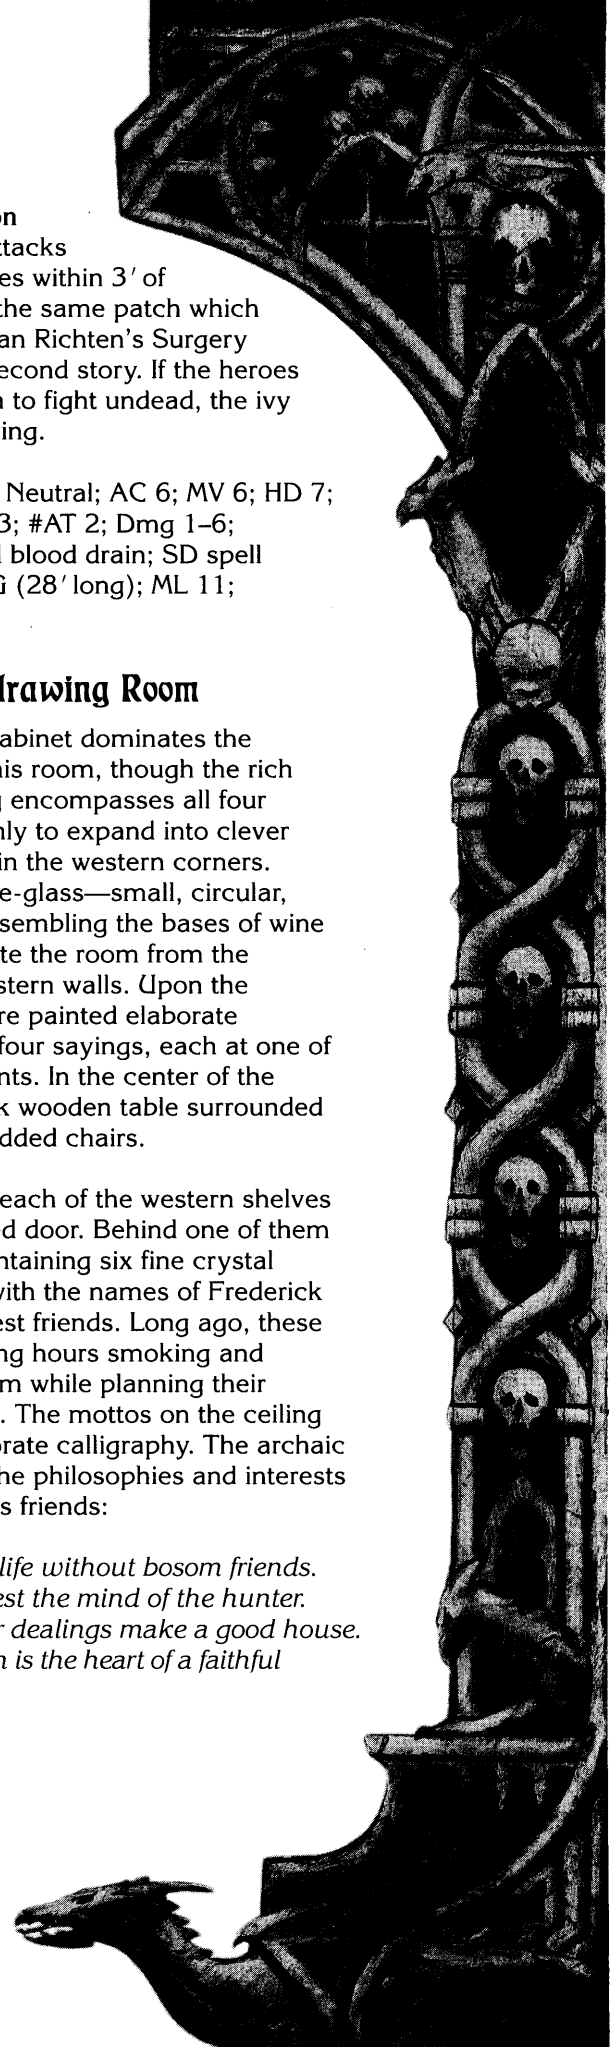 on
ttacks
es within 3′ of
the same patch which
an Richten's Surgery
econd story. If the heroes
n to fight undead, the ivy
ing.
Neutral; AC 6; MV 6; HD 7;
3; #AT 2; Dmg 1–6;
l blood drain; SD spell
G (28′ long); ML 11;
drawing Room
abinet dominates the
his room, though the rich
g encompasses all four
nly to expand into clever
in the western corners.
e-glass—small, circular,
sembling the bases of wine
te the room from the
stern walls. Upon the
re painted elaborate
four sayings, each at one of
nts. In the center of the
k wooden table surrounded
dded chairs.
each of the western shelves
ed door. Behind one of them
ntaining six fine crystal
with the names of Frederick
est friends. Long ago, these
ng hours smoking and
m while planning their
. The mottos on the ceiling
orate calligraphy. The archaic
he philosophies and interests
s friends:
life without bosom friends.
est the mind of the hunter.
r dealings make a good house.
n is the heart of a faithful